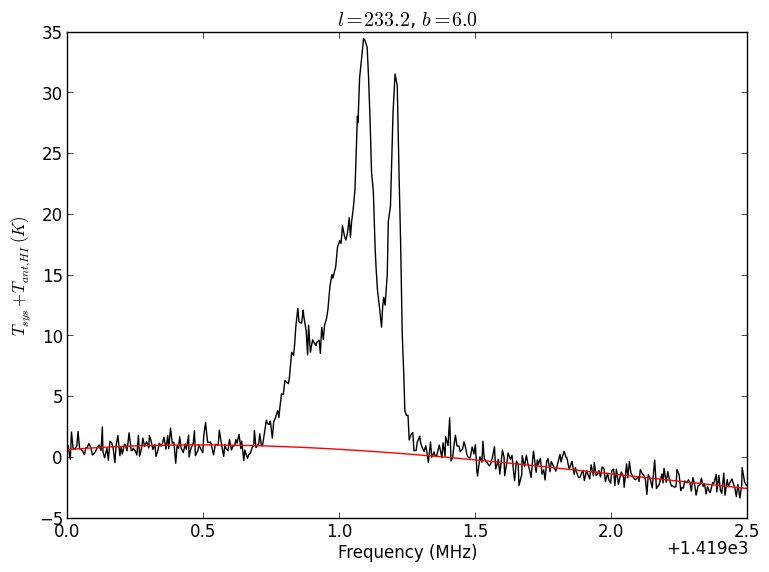 l = 233.2, b = 6.0
35
30
25
20
15
10
5
0
−5
T_sys + T_ant,HI (K)
0.0 0.5 1.0 1.5 2.0 2.5
Frequency (MHz)
+1.419e3